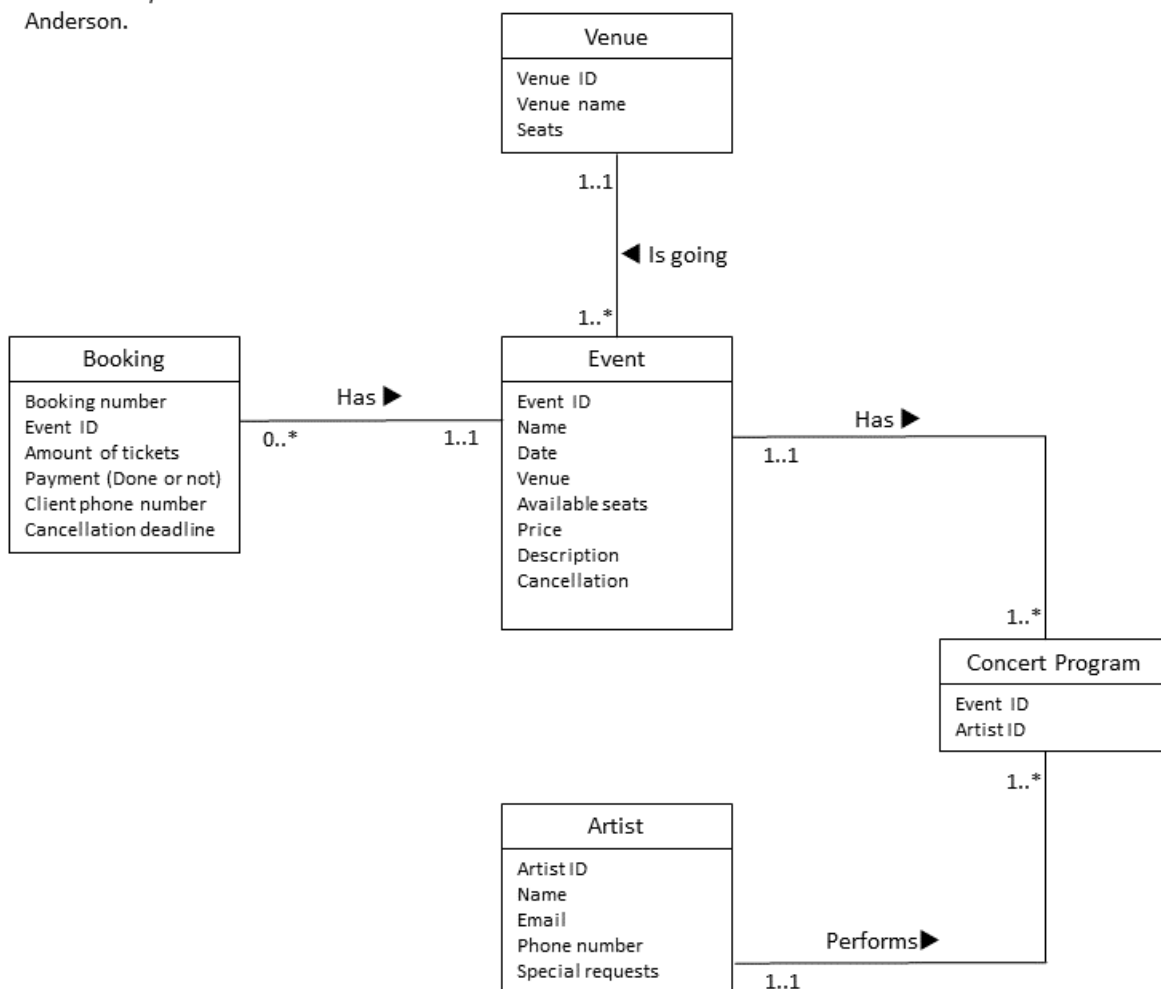 Anderson.
Venue
Venue ID
Venue name
Seats
1..1
◀ Is going
1..*
Booking
Booking number
Event ID
Amount of tickets
Payment (Done or not)
Client phone number
Cancellation deadline
Has ▶
0..*
1..1
Event
Event ID
Name
Date
Venue
Available seats
Price
Description
Cancellation
Has ▶
1..1
1..*
Concert Program
Event ID
Artist ID
1..*
Artist
Artist ID
Name
Email
Phone number
Special requests
Performs▶
1..1